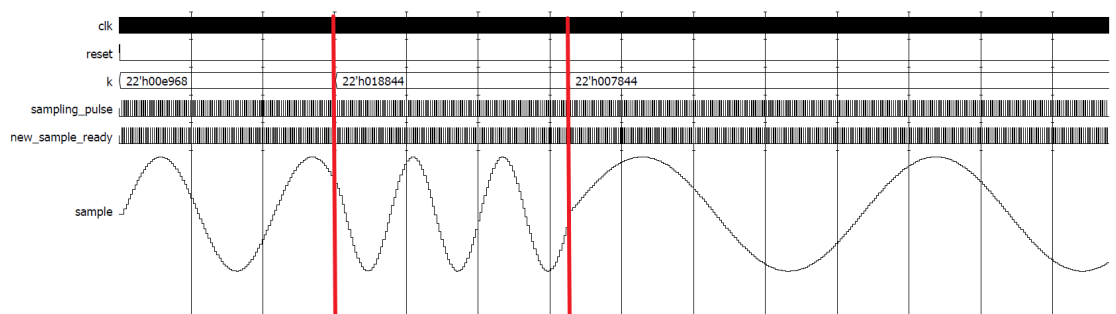 clk
reset
k 22'h00e968 22'h018844 22'h007844
sampling_pulse
new_sample_ready
sample